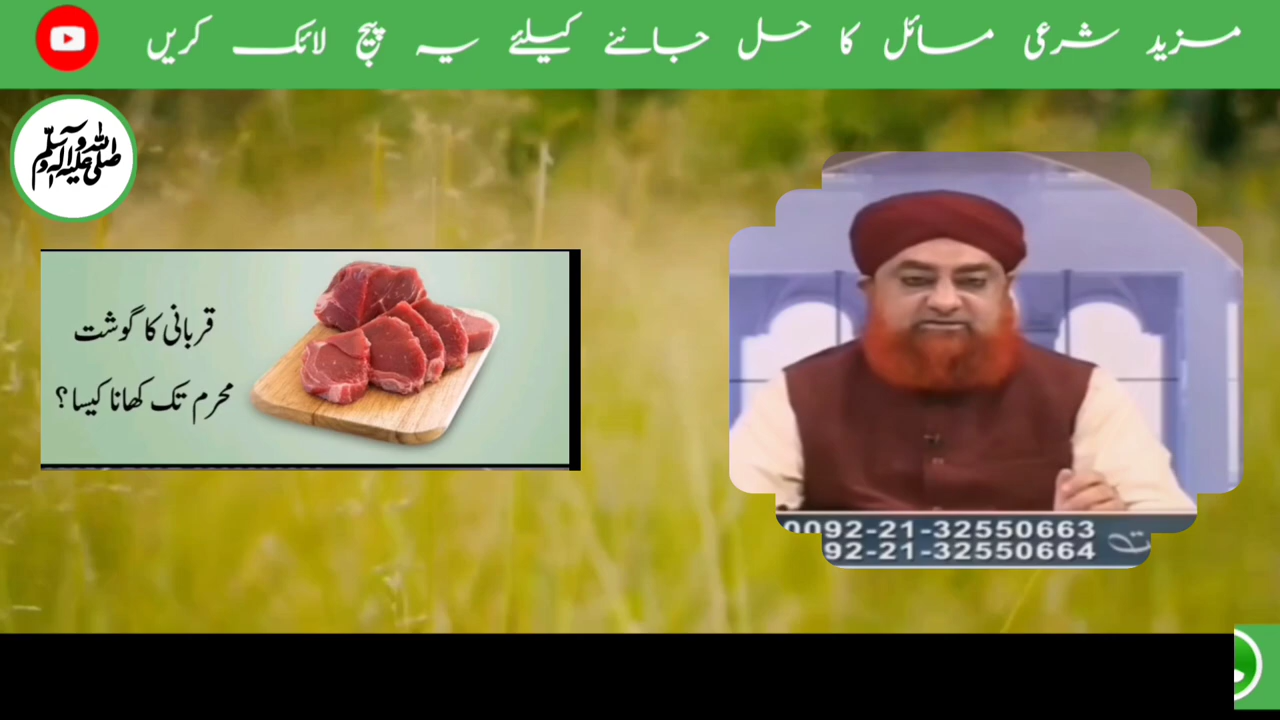 مزید شرعی مسائل کا حل جاننے کیلئے یہ پیج لائک کریں
صلی اللہ علیہ وآلہ وسلم
قربانی کا گوشت
محرم تک کھانا کیسا؟
0092-21-32550663
92-21-32550664